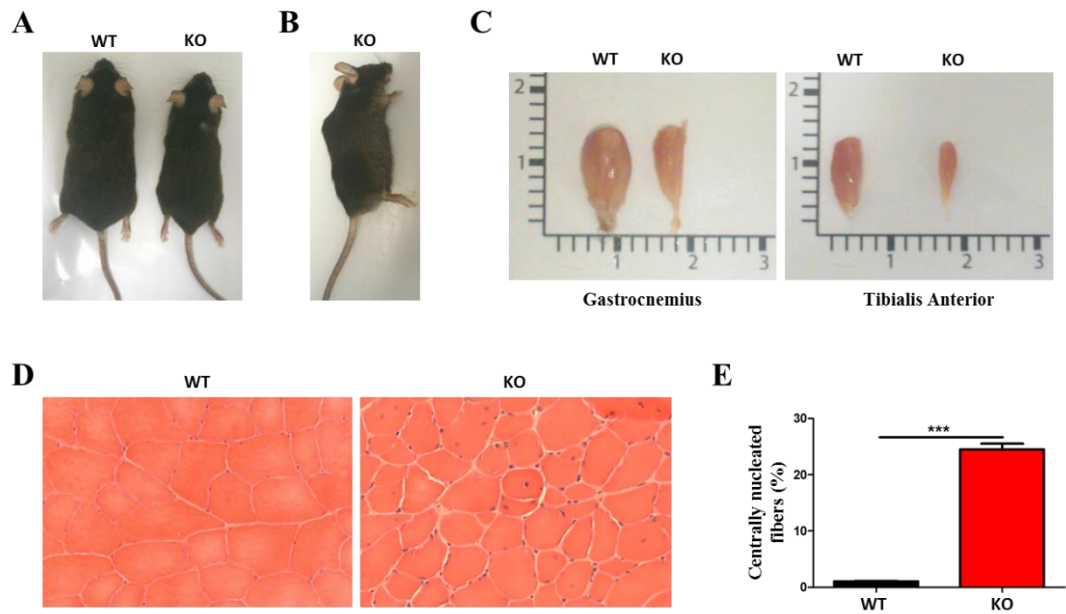 A
WT KO
B
KO
C
WT KO
2
1
1 2 3
Gastrocnemius
WT KO
2
1
1 2 3
Tibialis Anterior
D
WT KO
E
Centrally nucleated
fibers (%)
30
20
10
0
***
WT KO